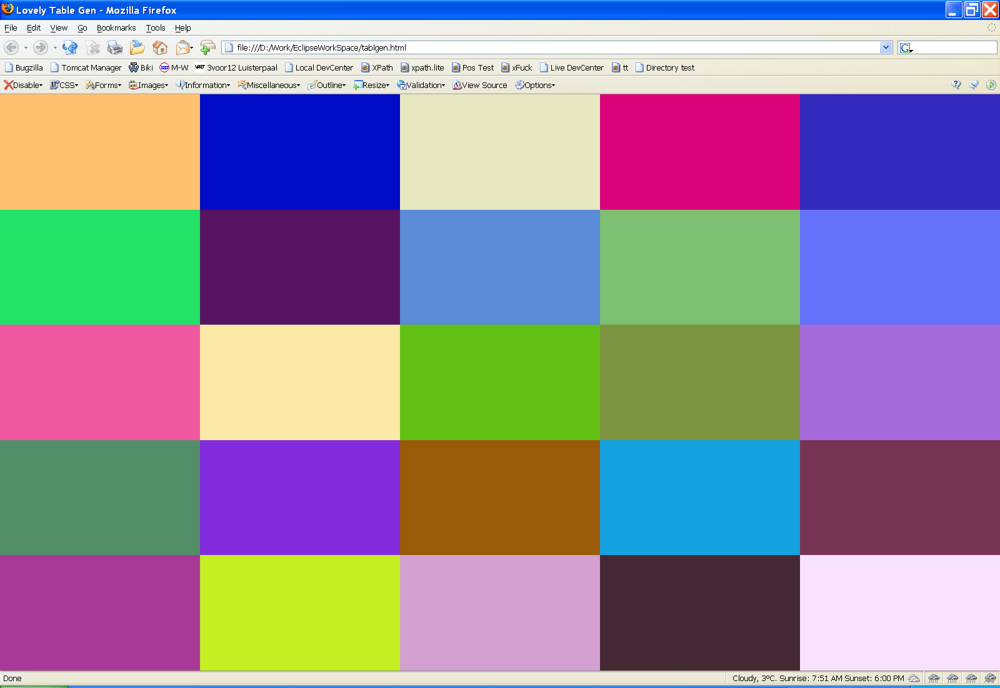 Lovely Table Gen - Mozilla Firefox
File Edit View Go Bookmarks Tools Help
file:///D:/Work/EclipseWorkSpace/tablgen.html G
Bugzilla Tomcat Manager Biki M-W VRT 3voor12 Luisterpaal Local DevCenter XPath xpath.lite Pos Test xFuck Live DevCenter tt Directory test
Disable CSS Forms Images Information Miscellaneous Outline Resize Validation View Source Options
Done Cloudy, 3ºC. Sunrise: 7:51 AM Sunset: 6:00 PM